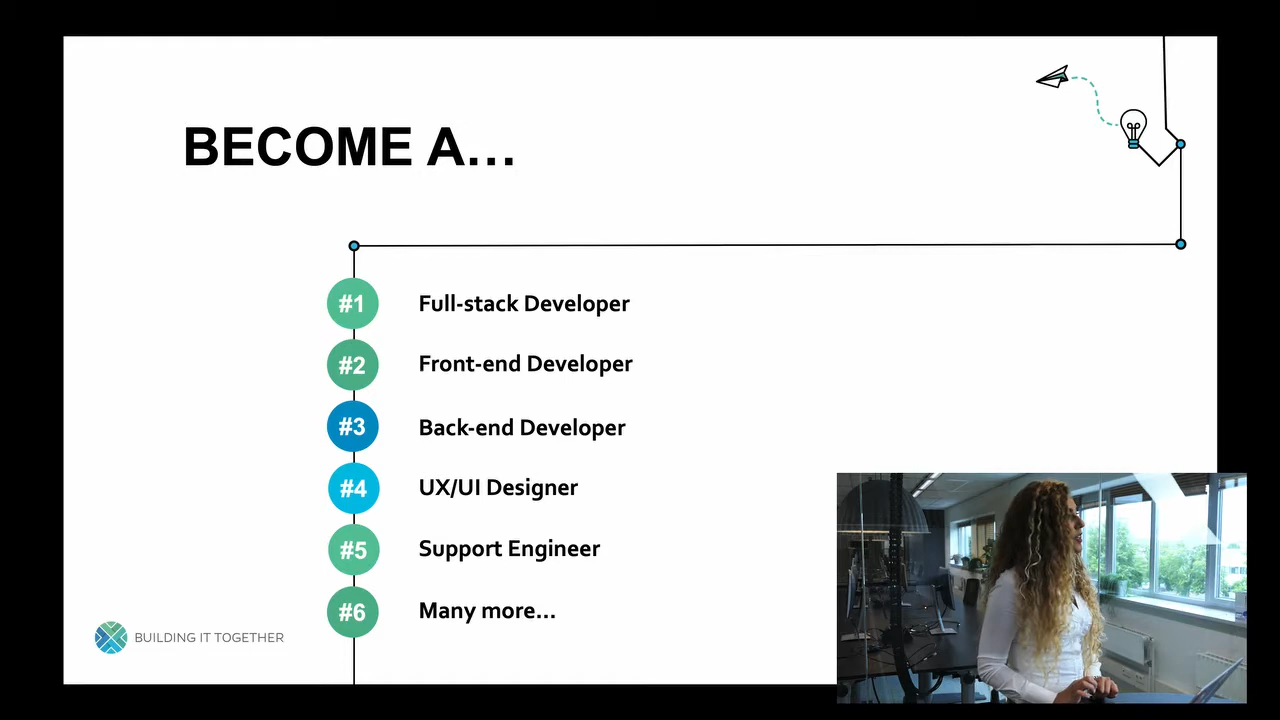 BECOME A...
#1 Full-stack Developer
#2 Front-end Developer
#3 Back-end Developer
#4 UX/UI Designer
#5 Support Engineer
#6 Many more...
BUILDING IT TOGETHER